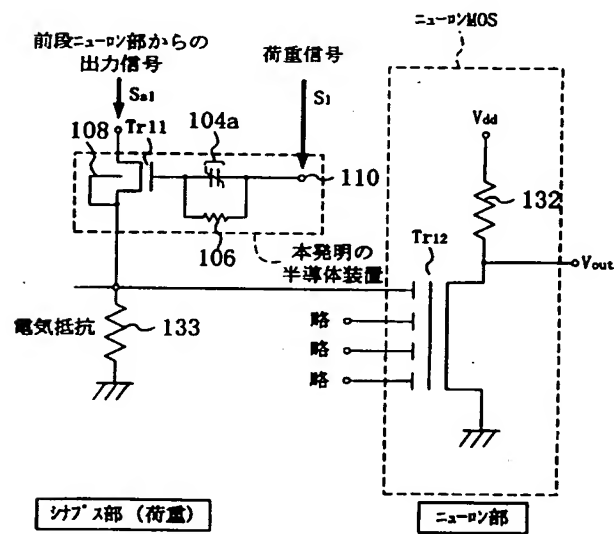 ニューロンMOS
前段ニューロン部からの
出力信号
荷重信号
Sa1
S1
Vdd
108
Tr11
104a
110
132
106
Tr12
本発明の
半導体装置
Vout
電気抵抗
133
略
略
略
シナプス部 (荷重)
ニューロン部